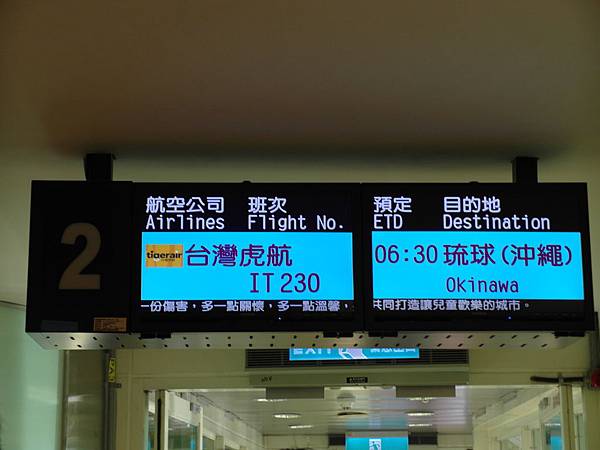 2
航空公司 班次
Airlines Flight No.
tigerair 台灣虎航
IT 230
一份傷害，多一點關懷，多一點溫馨，
預定 目的地
ETD Destination
06:30 琉球(沖繩)
Okinawa
共同打造讓兒童歡樂的城市。
EXIT